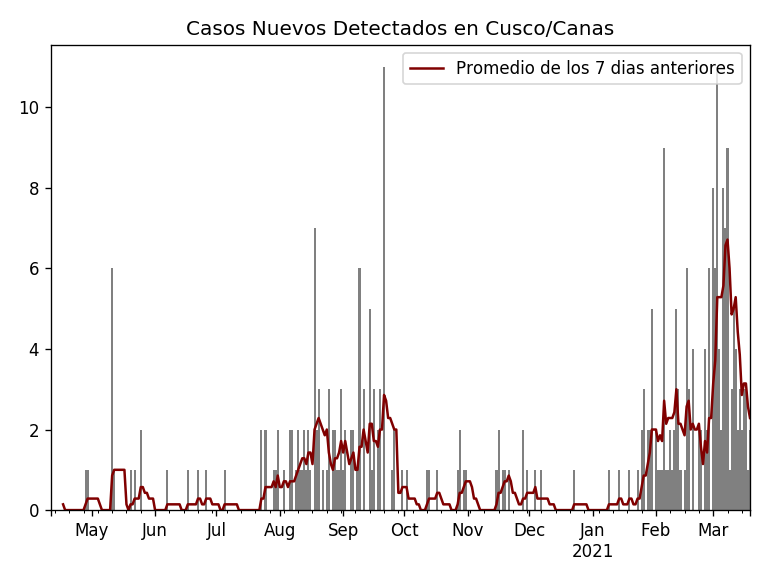 Casos Nuevos Detectados en Cusco/Canas
Promedio de los 7 dias anteriores
10
8
6
4
2
0
May Jun Jul Aug Sep Oct Nov Dec Jan Feb Mar
2021